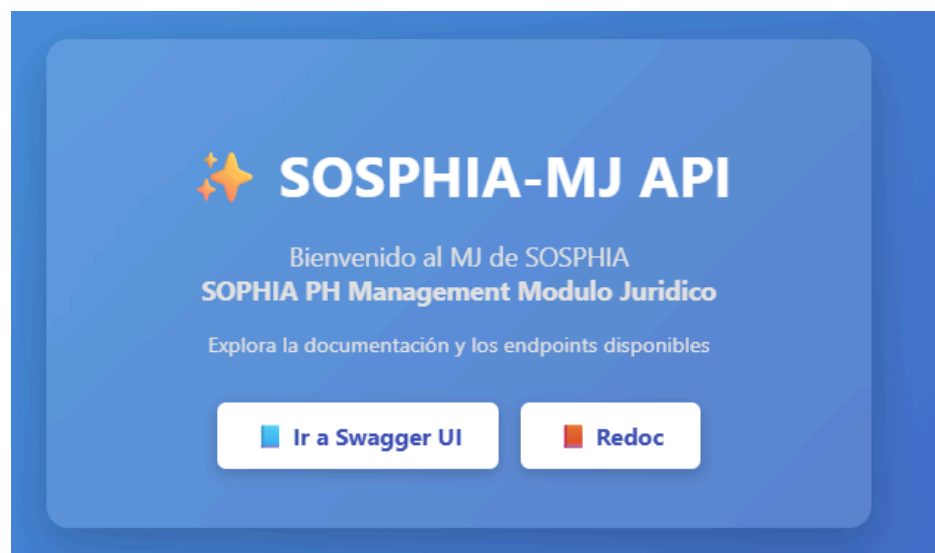 SOSPHIA-MJ API
Bienvenido al MJ de SOSPHIA
SOPHIA PH Management Modulo Juridico
Explora la documentación y los endpoints disponibles
Ir a Swagger UI
Redoc